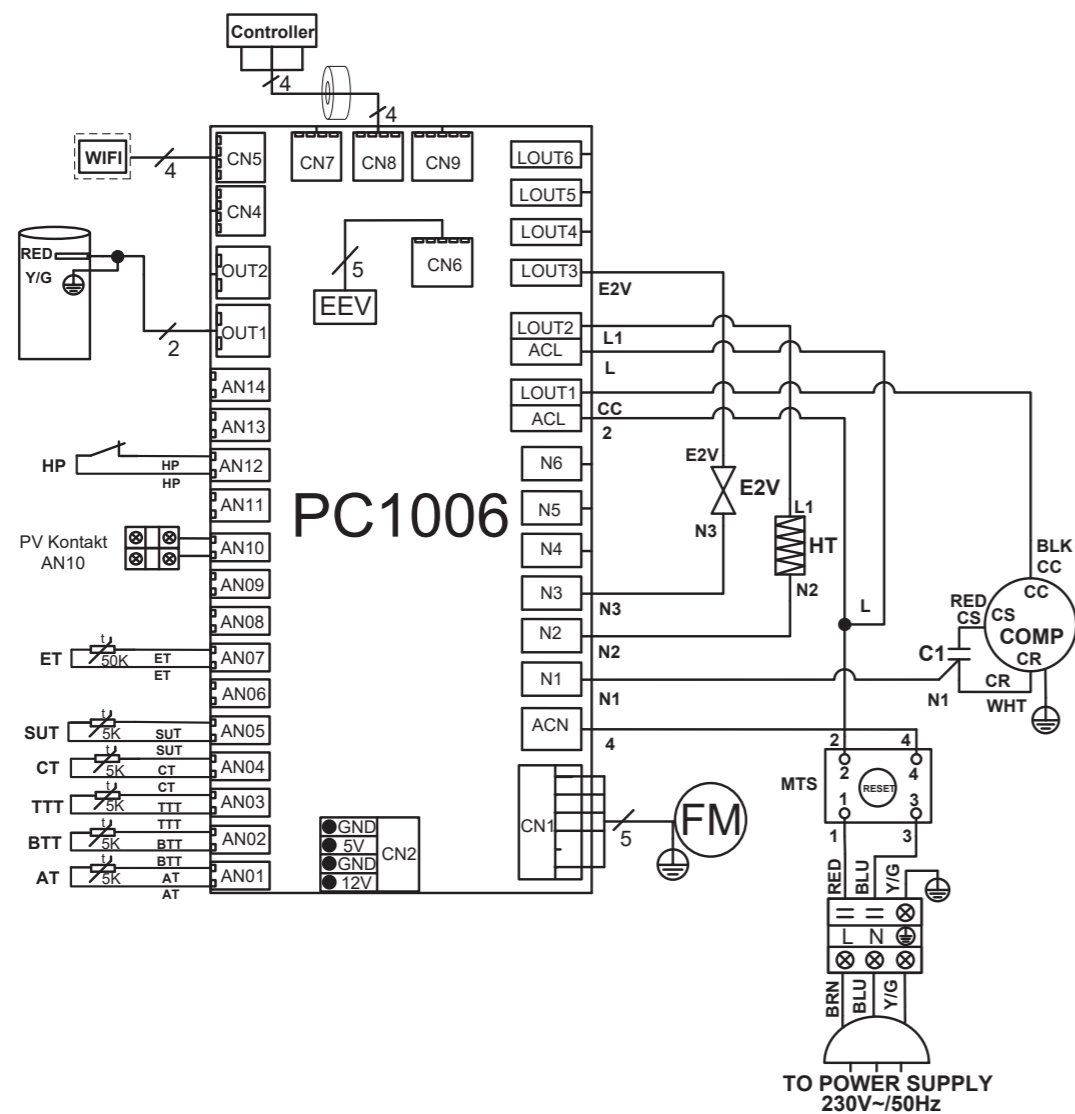 Controller
4
4
WIFI
4
CN5
CN7
CN8
CN9
LOUT6
CN4
LOUT5
LOUT4
RED
Y/G
OUT2
5
CN6
LOUT3
E2V
EEV
OUT1
2
LOUT2
L1
ACL
L
AN14
LOUT1
CC
AN13
ACL
2
HP
HP
HP
AN12
N6
E2V
E2V
AN11
PC1006
N5
L1
PV Kontakt
AN10
AN10
N4
N3
HT
BLK
CC
AN09
N3
N3
N2
L
RED
CS
CS
CC
COMP
CR
AN08
N2
N2
C1
ET
t
50K
ET
ET
AN07
N1
N1
N1
CR
WHT
AN06
SUT
t
5K
SUT
SUT
AN05
ACN
4
2
4
CT
t
5K
CT
CT
AN04
MTS
2
4
RESET
1
3
TTT
t
5K
TTT
TTT
AN03
CN1
5
FM
1
3
BTT
t
5K
BTT
BTT
AN02
GND
5V
GND
12V
CN2
AT
t
5K
AT
AT
AN01
RED
BLU
Y/G
L N
BRN
BLU
Y/G
TO POWER SUPPLY
230V~/50Hz